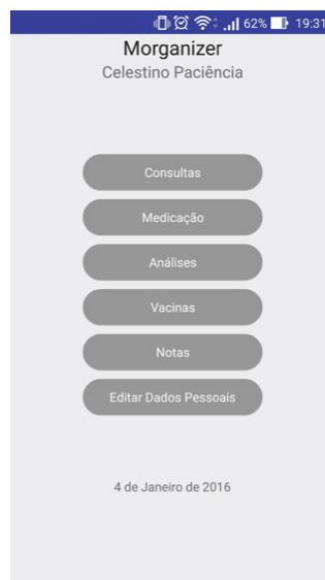 62% 19:31
Morganizer
Celestino Paciência
Consultas
Medicação
Análises
Vacinas
Notas
Editar Dados Pessoais
4 de Janeiro de 2016